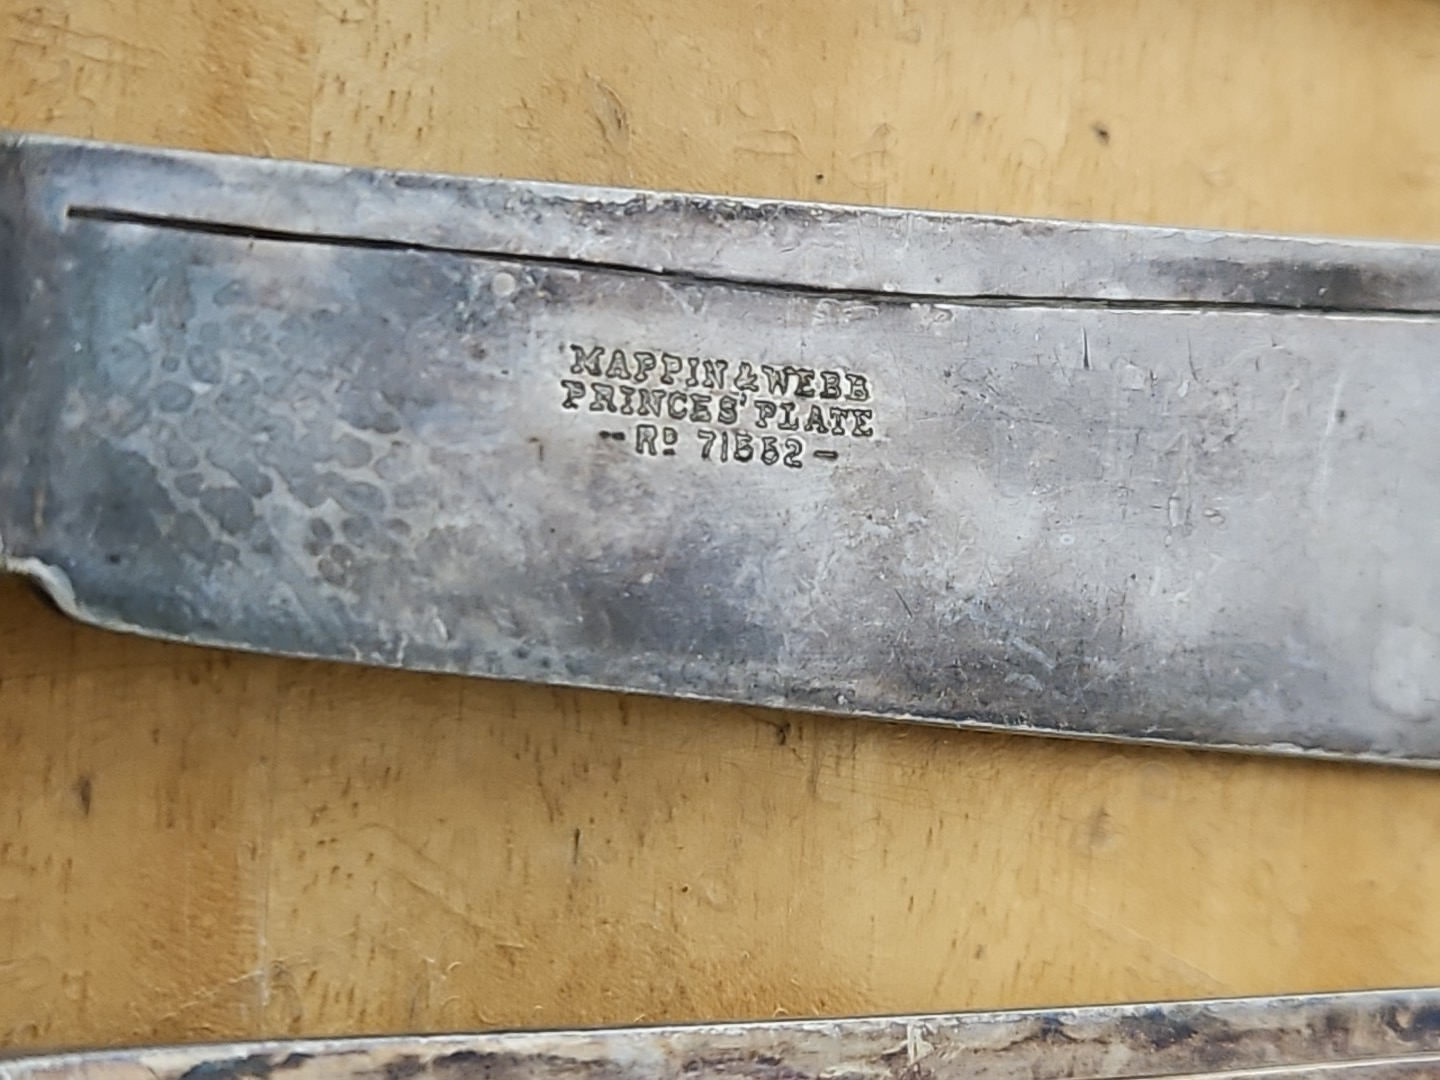 MAPPIN & WEBB
PRINCES' PLATE
- RD 71552 -